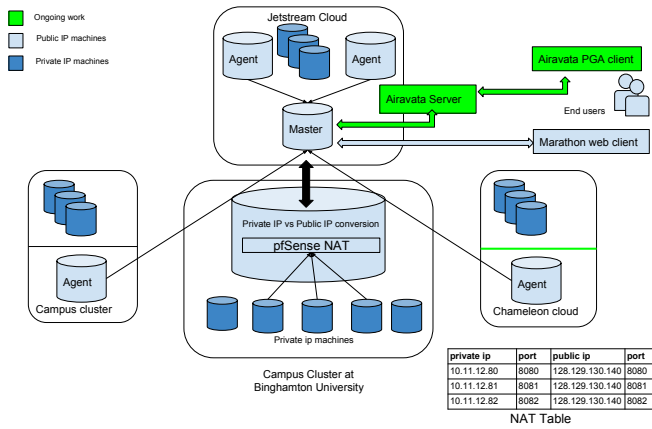 Ongoing work
Public IP machines
Private IP machines
Jetstream Cloud
Agent
Agent
Master
Airavata Server
Airavata PGA client
End users
Marathon web client
Private IP vs Public IP conversion
pfSense NAT
Agent
Campus cluster
Agent
Chameleon cloud
Private ip machines
Campus Cluster at
Binghamton University
private ip port public ip port
10.11.12.80 8080 128.129.130.140 8080
10.11.12.81 8081 128.129.130.140 8081
10.11.12.82 8082 128.129.130.140 8082
NAT Table